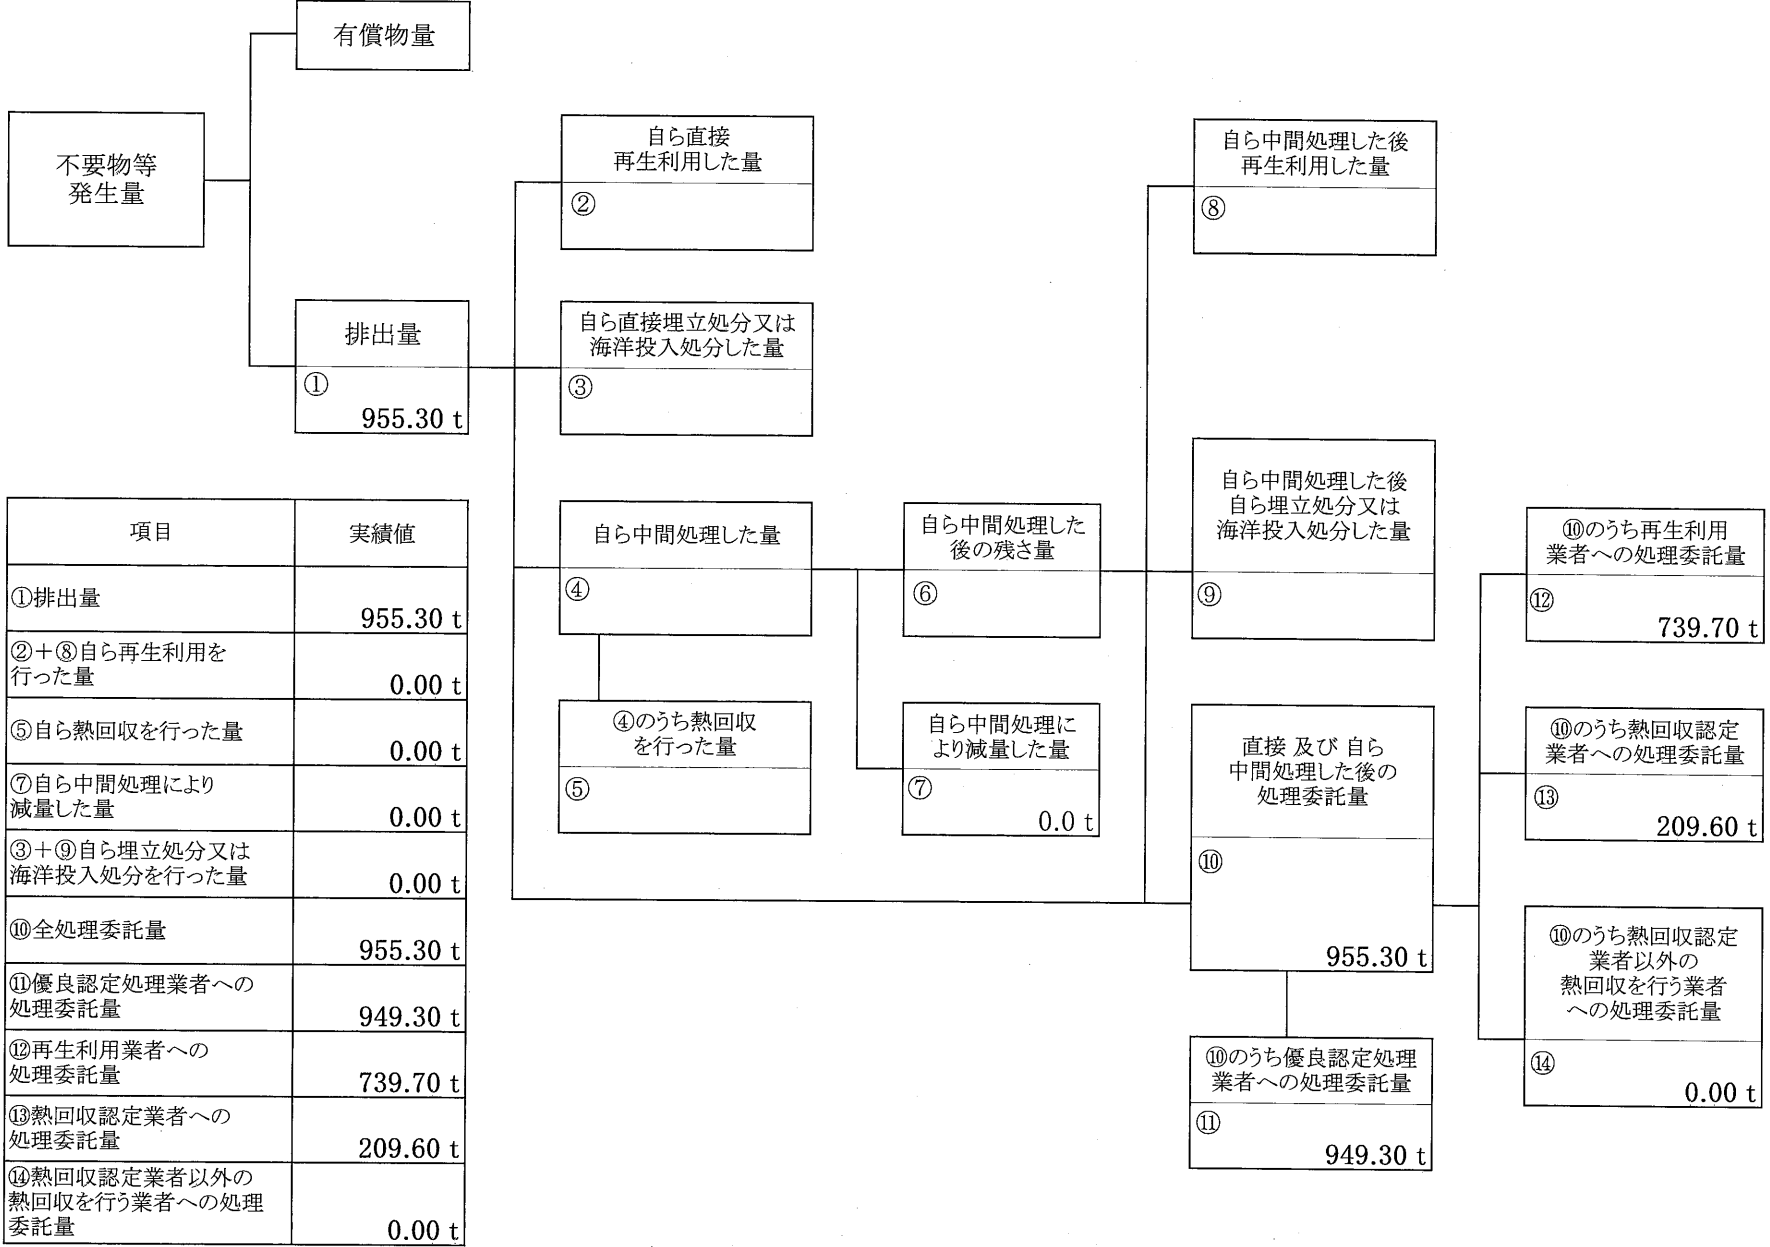 有償物量
不要物等
発生量
排出量
①
955.30 t
自ら直接
再生利用した量
②
自ら直接埋立処分又は
海洋投入処分した量
③
自ら中間処理した量
④
④のうち熱回収
を行った量
⑤
自ら中間処理した
後の残さ量
⑥
自ら中間処理に
より減量した量
⑦
0.0 t
自ら中間処理した後
再生利用した量
⑧
自ら中間処理した後
自ら埋立処分又は
海洋投入処分した量
⑨
直接 及び 自ら
中間処理した後の
処理委託量
⑩
955.30 t
⑩のうち優良認定処理
業者への処理委託量
⑪
949.30 t
⑩のうち再生利用
業者への処理委託量
⑫
739.70 t
⑩のうち熱回収認定
業者への処理委託量
⑬
209.60 t
⑩のうち熱回収認定
業者以外の
熱回収を行う業者
への処理委託量
⑭
0.00 t
項目 実績値
①排出量
955.30 t
②＋⑧自ら再生利用を
行った量
0.00 t
⑤自ら熱回収を行った量
0.00 t
⑦自ら中間処理により
減量した量
0.00 t
③＋⑨自ら埋立処分又は
海洋投入処分を行った量
0.00 t
⑩全処理委託量
955.30 t
⑪優良認定処理業者への
処理委託量
949.30 t
⑫再生利用業者への
処理委託量
739.70 t
⑬熱回収認定業者への
処理委託量
209.60 t
⑭熱回収認定業者以外の
熱回収を行う業者への処理
委託量
0.00 t